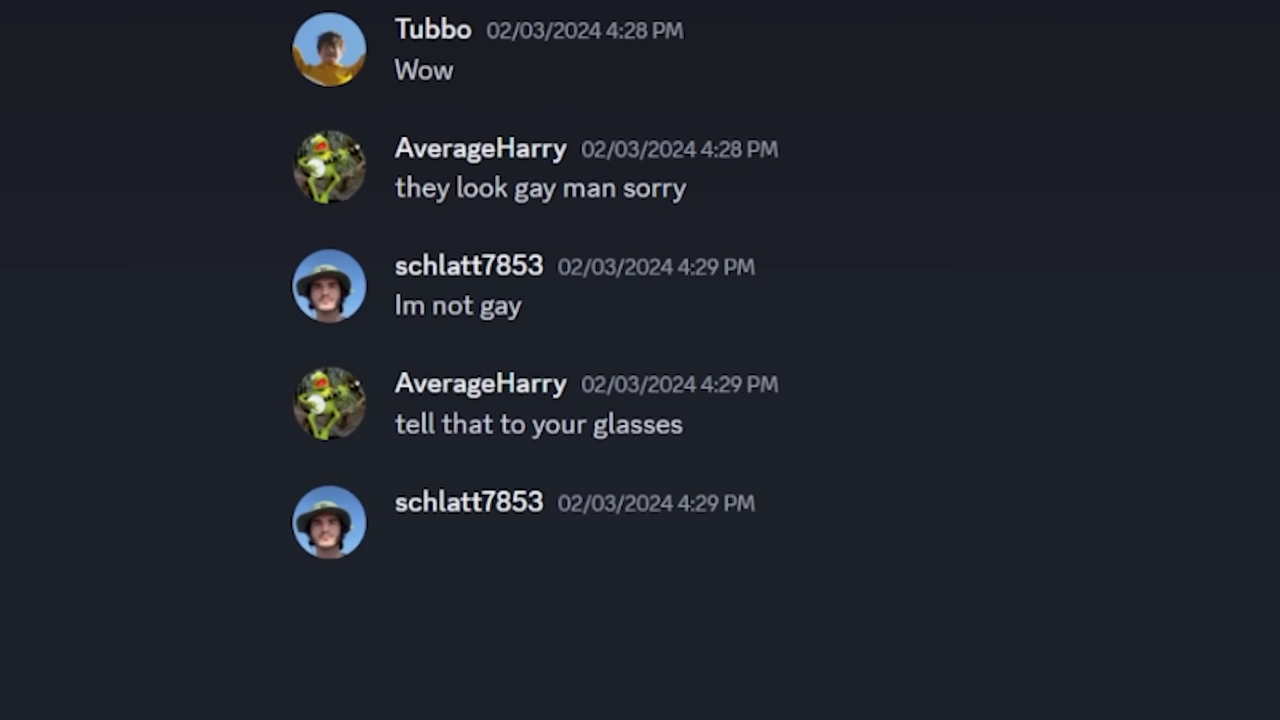 Tubbo 02/03/2024 4:28 PM
Wow
AverageHarry 02/03/2024 4:28 PM
they look gay man sorry
schlatt7853 02/03/2024 4:29 PM
Im not gay
AverageHarry 02/03/2024 4:29 PM
tell that to your glasses
schlatt7853 02/03/2024 4:29 PM